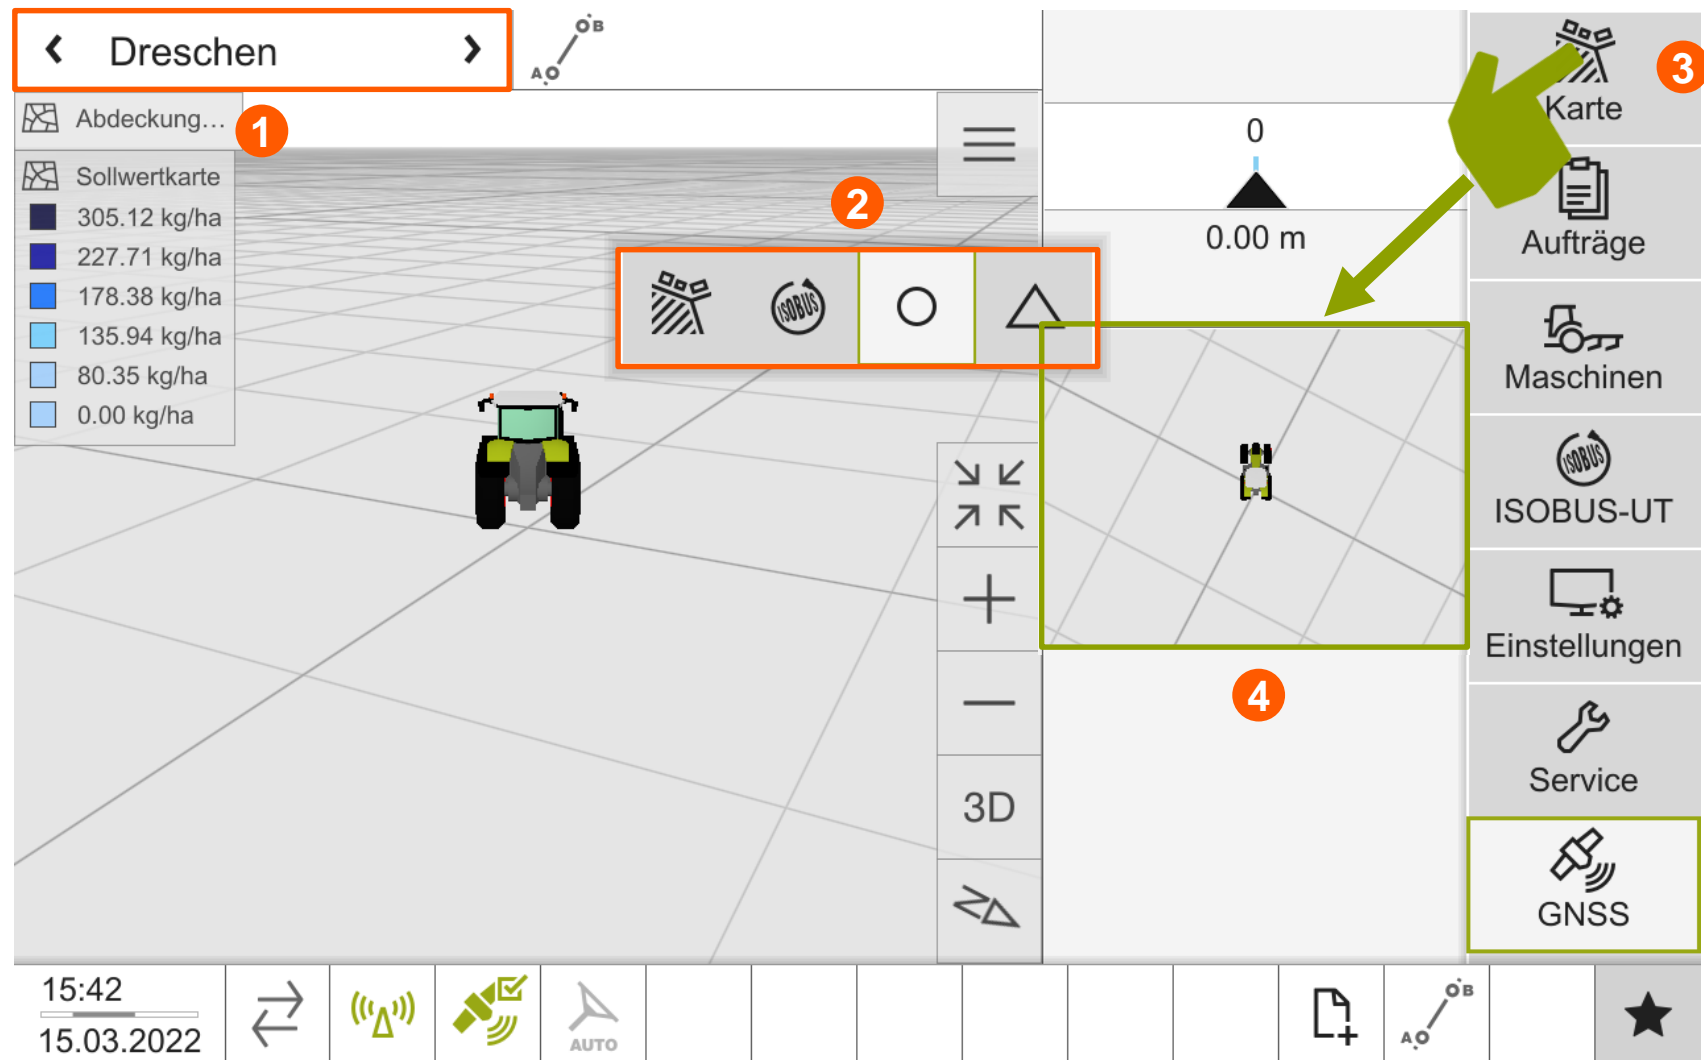 Dreschen
A B
Abdeckung...
1
Sollwertkarte
305.12 kg/ha
227.71 kg/ha
178.38 kg/ha
135.94 kg/ha
80.35 kg/ha
0.00 kg/ha
2
ISOBUS
3D
0
0.00 m
4
3
Karte
Aufträge
Maschinen
ISOBUS
ISOBUS-UT
Einstellungen
Service
GNSS
15:42
15.03.2022
AUTO
A B